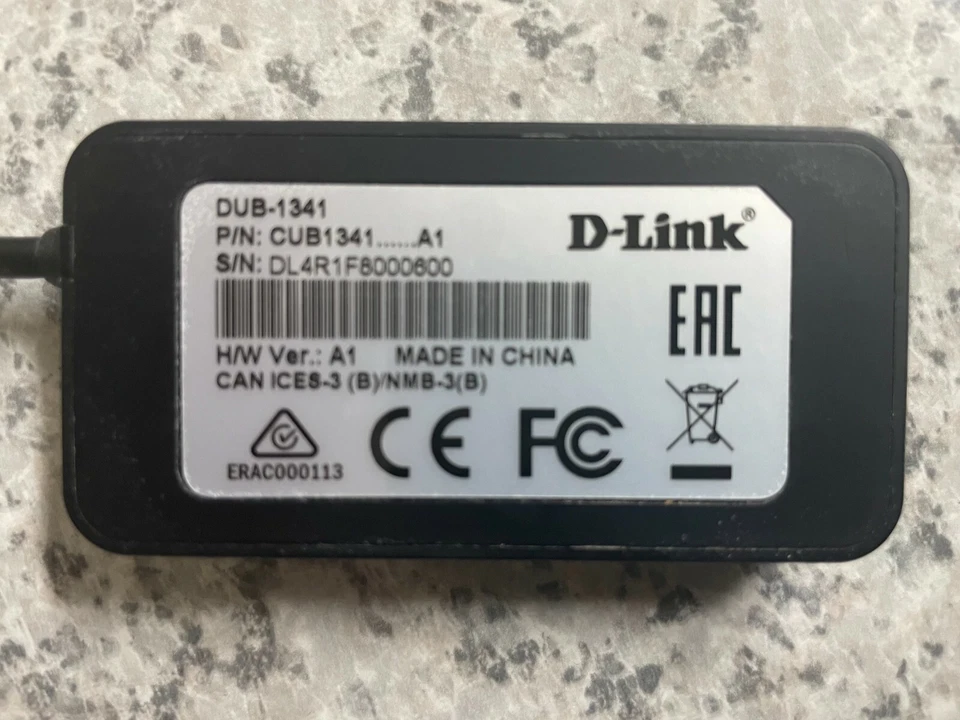 DUB-1341
P/N: CUB1341......A1
D-Link®
S/N: DL4R1F6000600
EAC
H/W Ver.: A1 MADE IN CHINA
CAN ICES-3 (B)/NMB-3(B)
ERAC000113
CE
FC